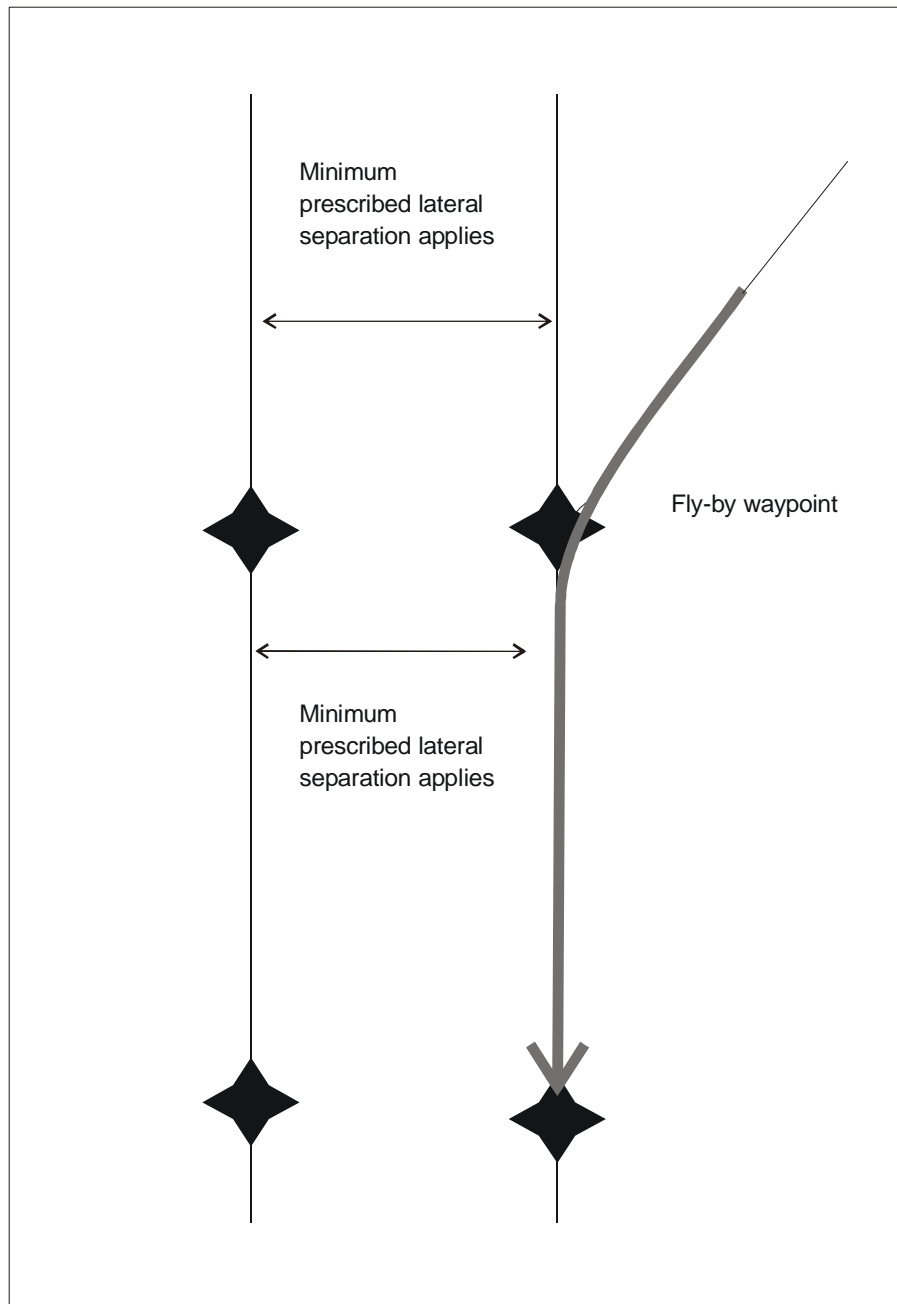 Minimum
prescribed lateral
separation applies
Fly-by waypoint
Minimum
prescribed lateral
separation applies